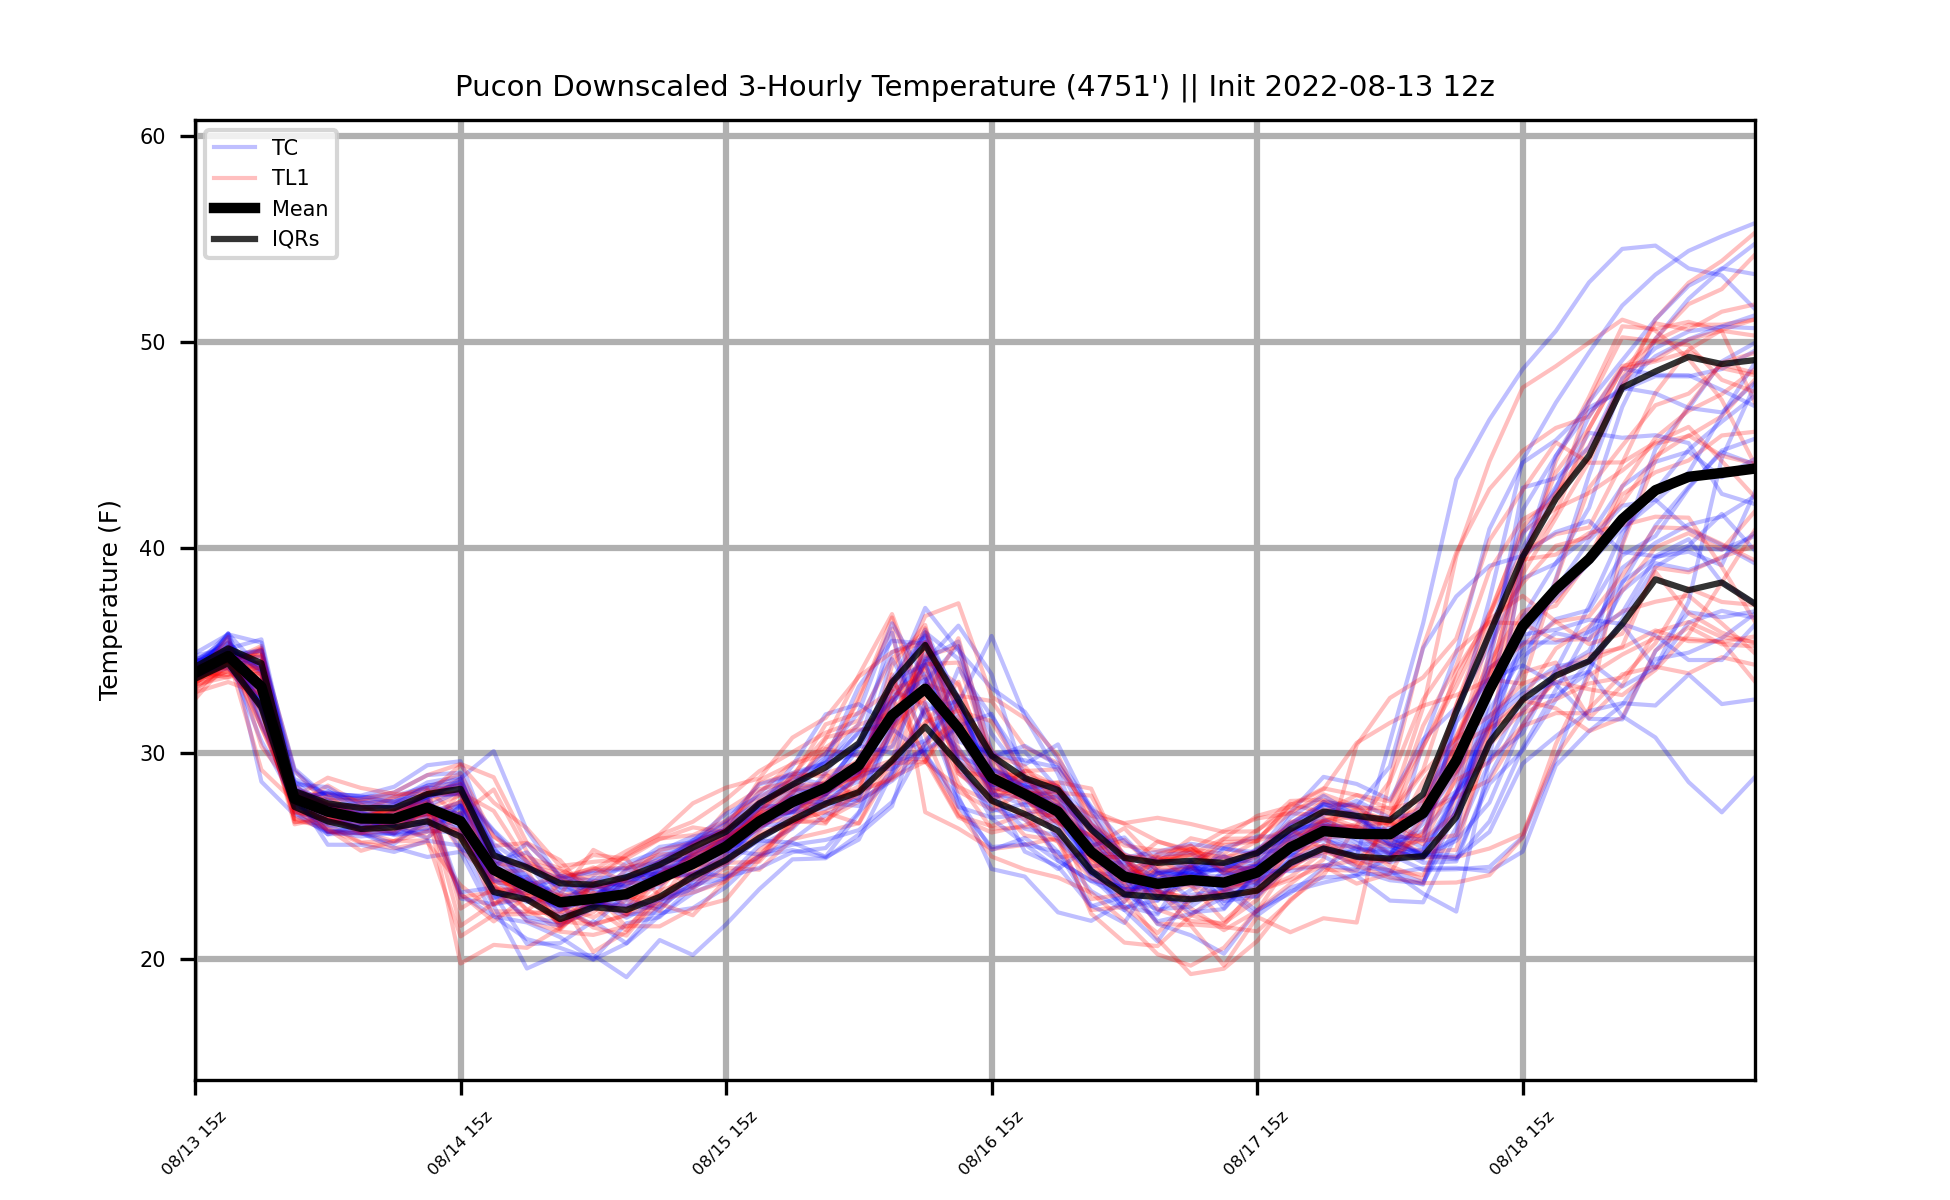 Pucon Downscaled 3-Hourly Temperature (4751') || Init 2022-08-13 12z
TC
TL1
Mean
IQRs
Temperature (F)
60
50
40
30
20
08/13 15z
08/14 15z
08/15 15z
08/16 15z
08/17 15z
08/18 15z